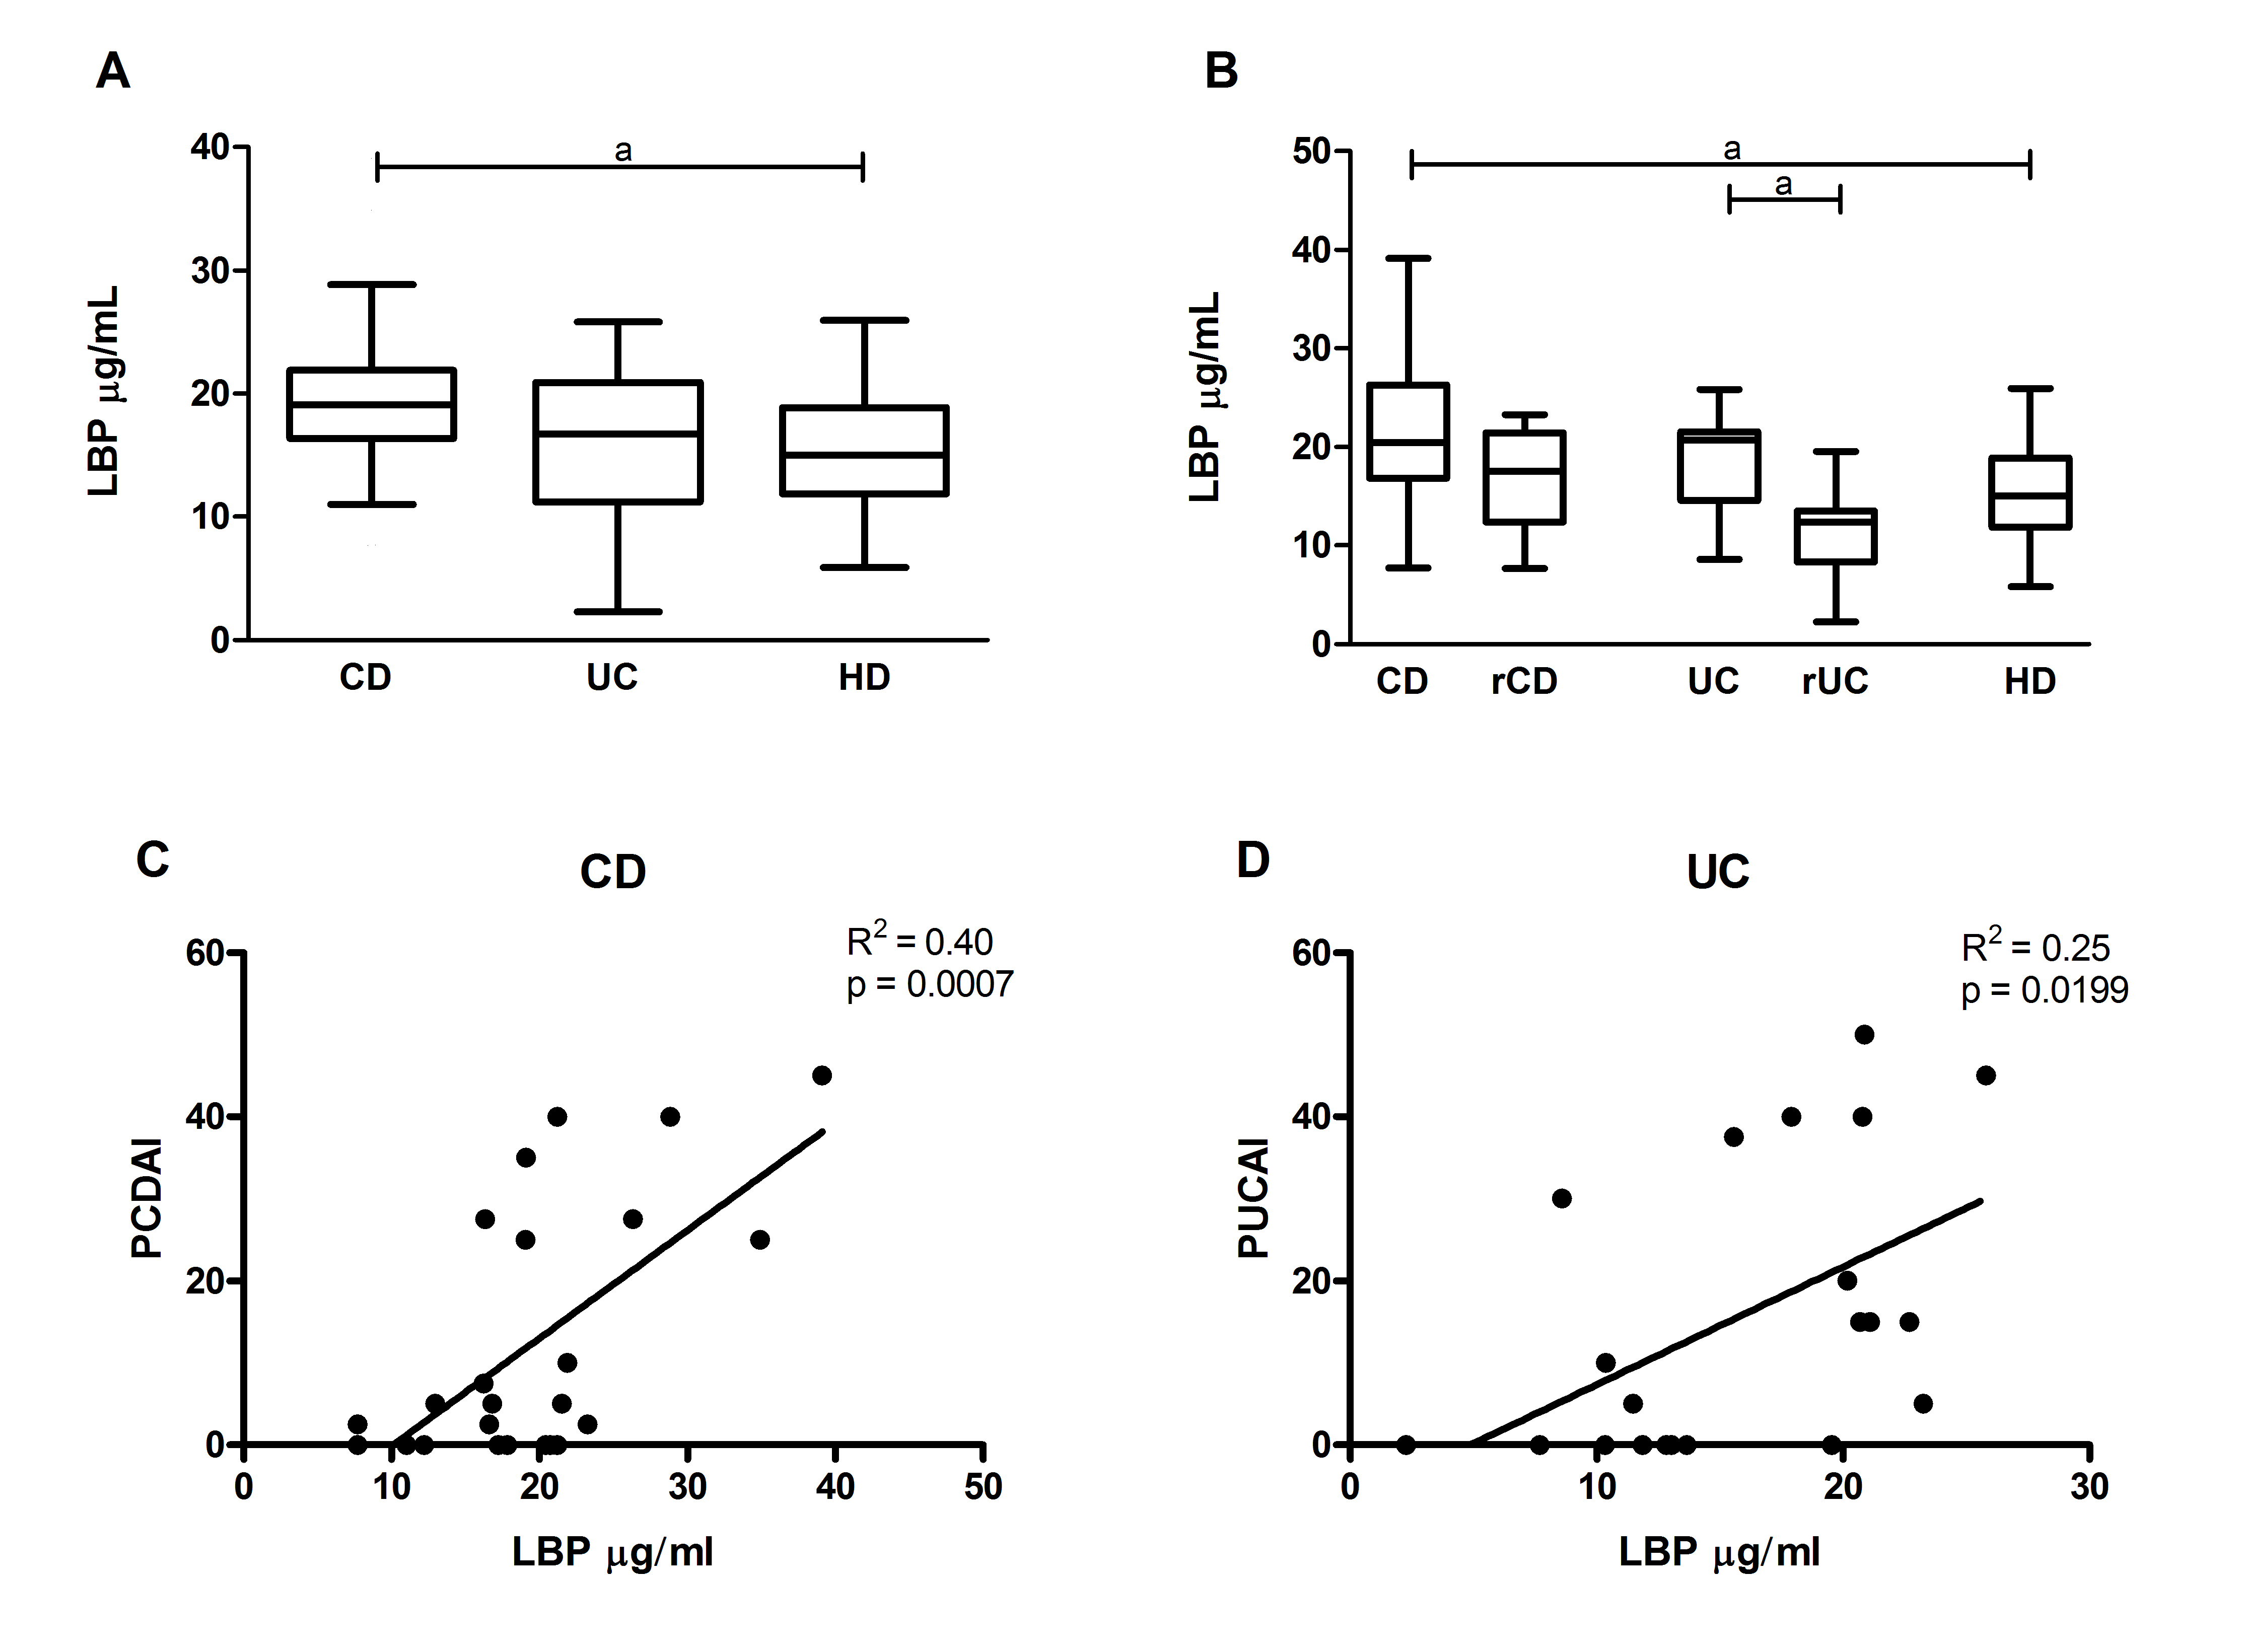 A
40
30
20
10
0
LBP μg/mL
a
CD UC HD
B
50
40
30
20
10
0
LBP μg/mL
a
a
CD rCD UC rUC HD
C
CD
R² = 0.40
p = 0.0007
60
40
20
0
PCDAI
0 10 20 30 40 50
LBP μg/ml
D
UC
R² = 0.25
p = 0.0199
60
40
20
0
PUCAI
0 10 20 30
LBP μg/ml